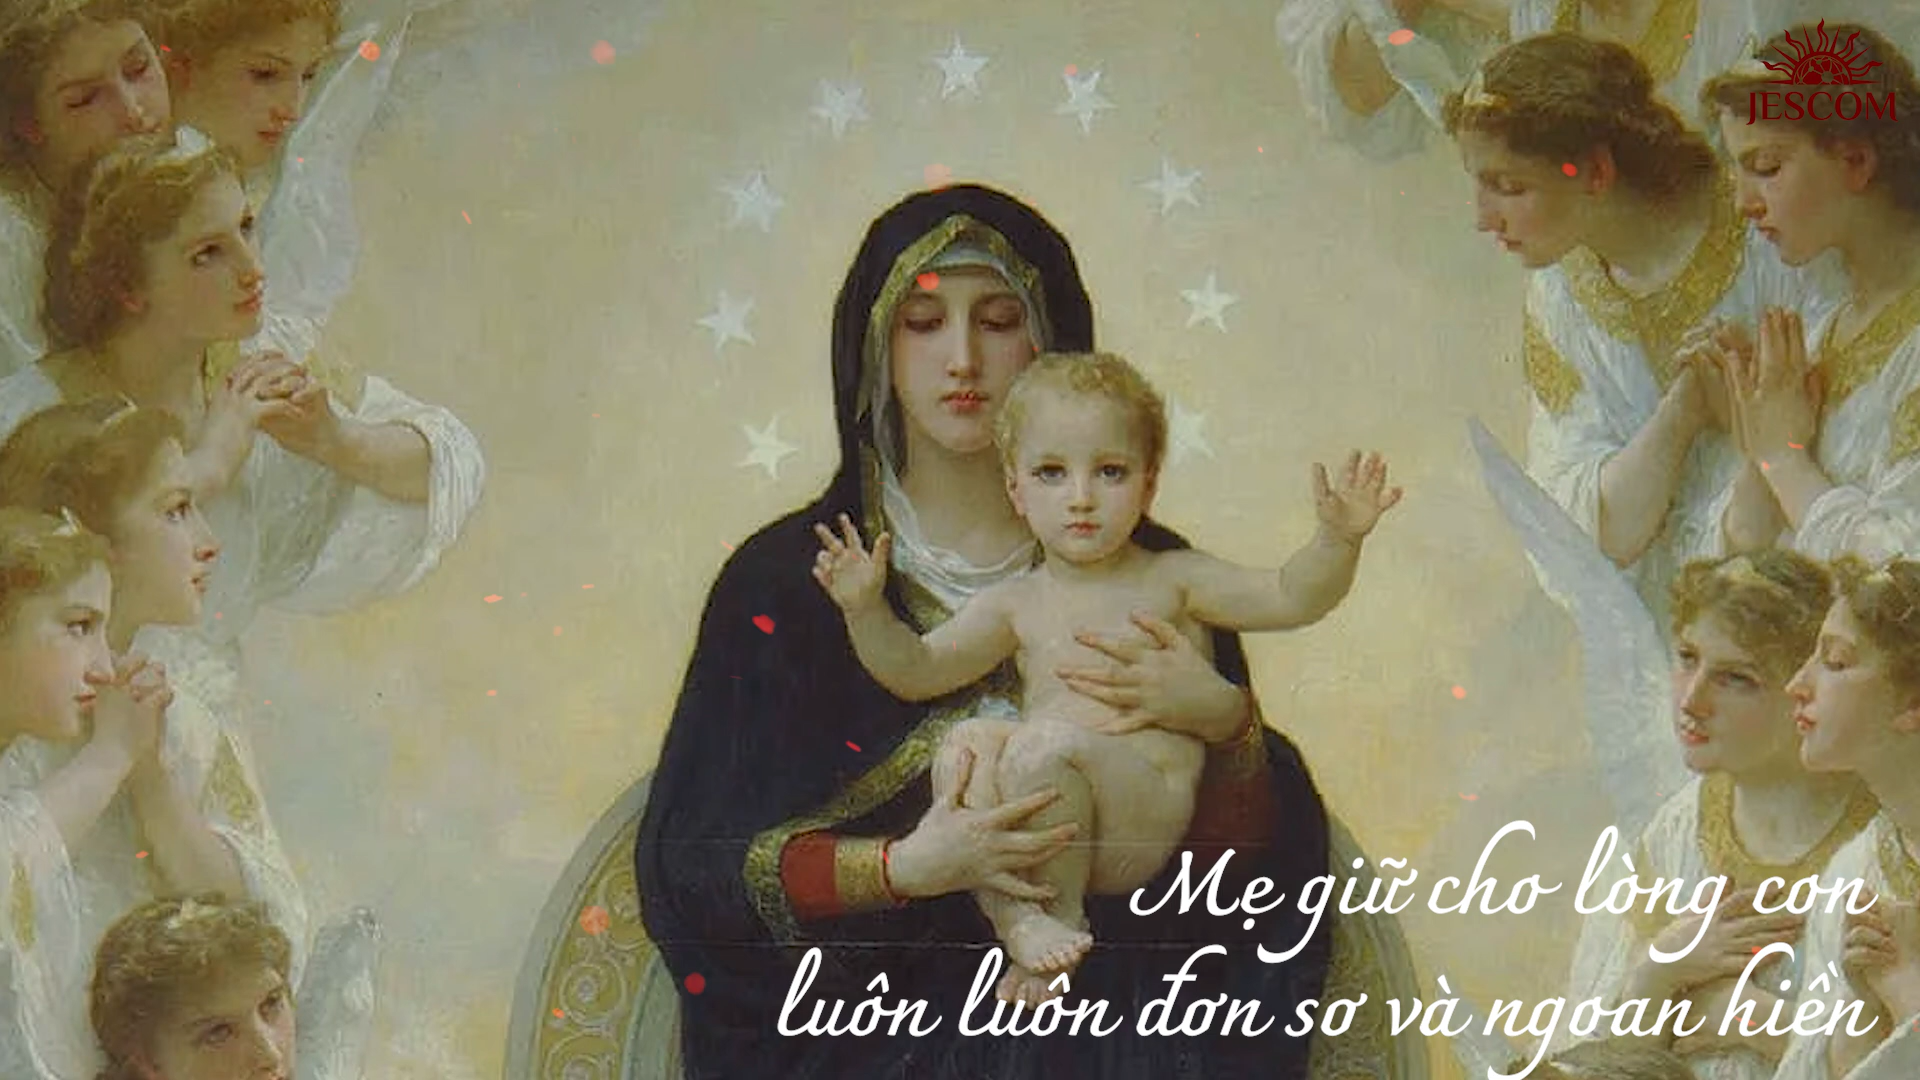 JESCOM
Mẹ giữ cho lòng con
luôn luôn đơn sơ và ngoan hiền